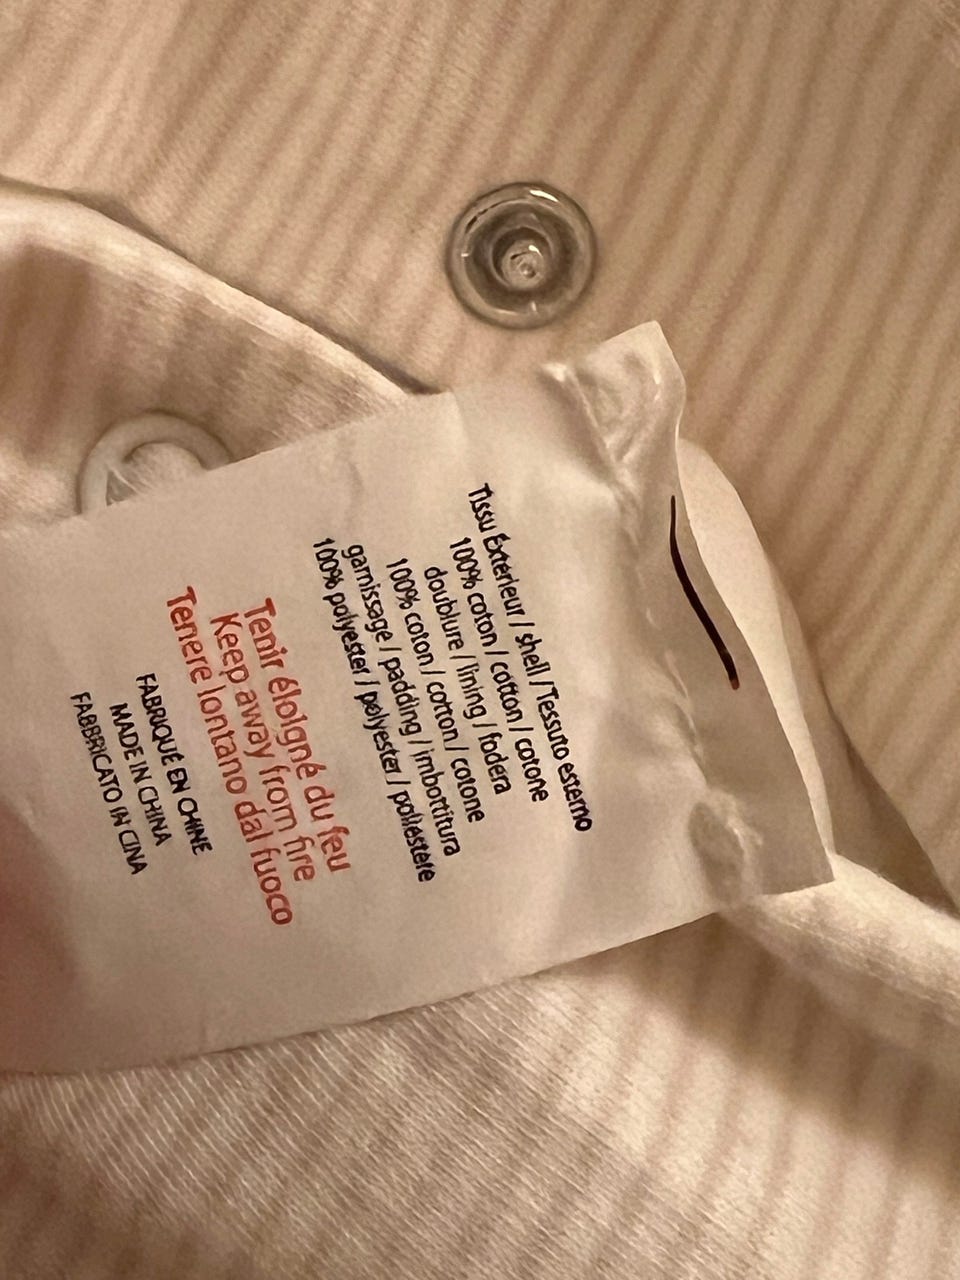 Tissu Éxterieur / shell / Tessuto esterno
100% coton / cotton / cotone
doublure / lining / fodera
100% coton / cotton / cotone
garnissage / padding / imbottitura
100% polyester / polyester / poliestere
Tenir éloigné du feu
Keep away from fire
Tenere lontano dal fuoco
FABRIQUÉ EN CHINE
MADE IN CHINA
FABBRICATO IN CINA